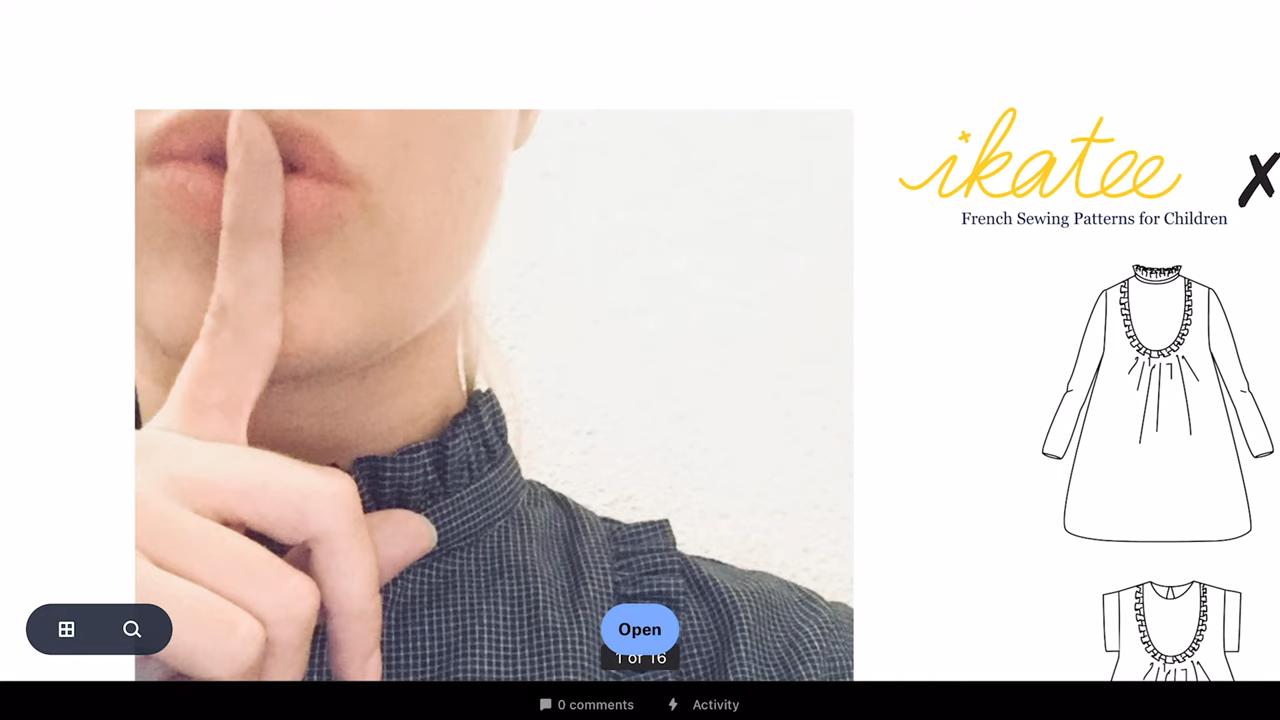 ikatee
French Sewing Patterns for Children
X
Open
1 of 16
0 comments
Activity